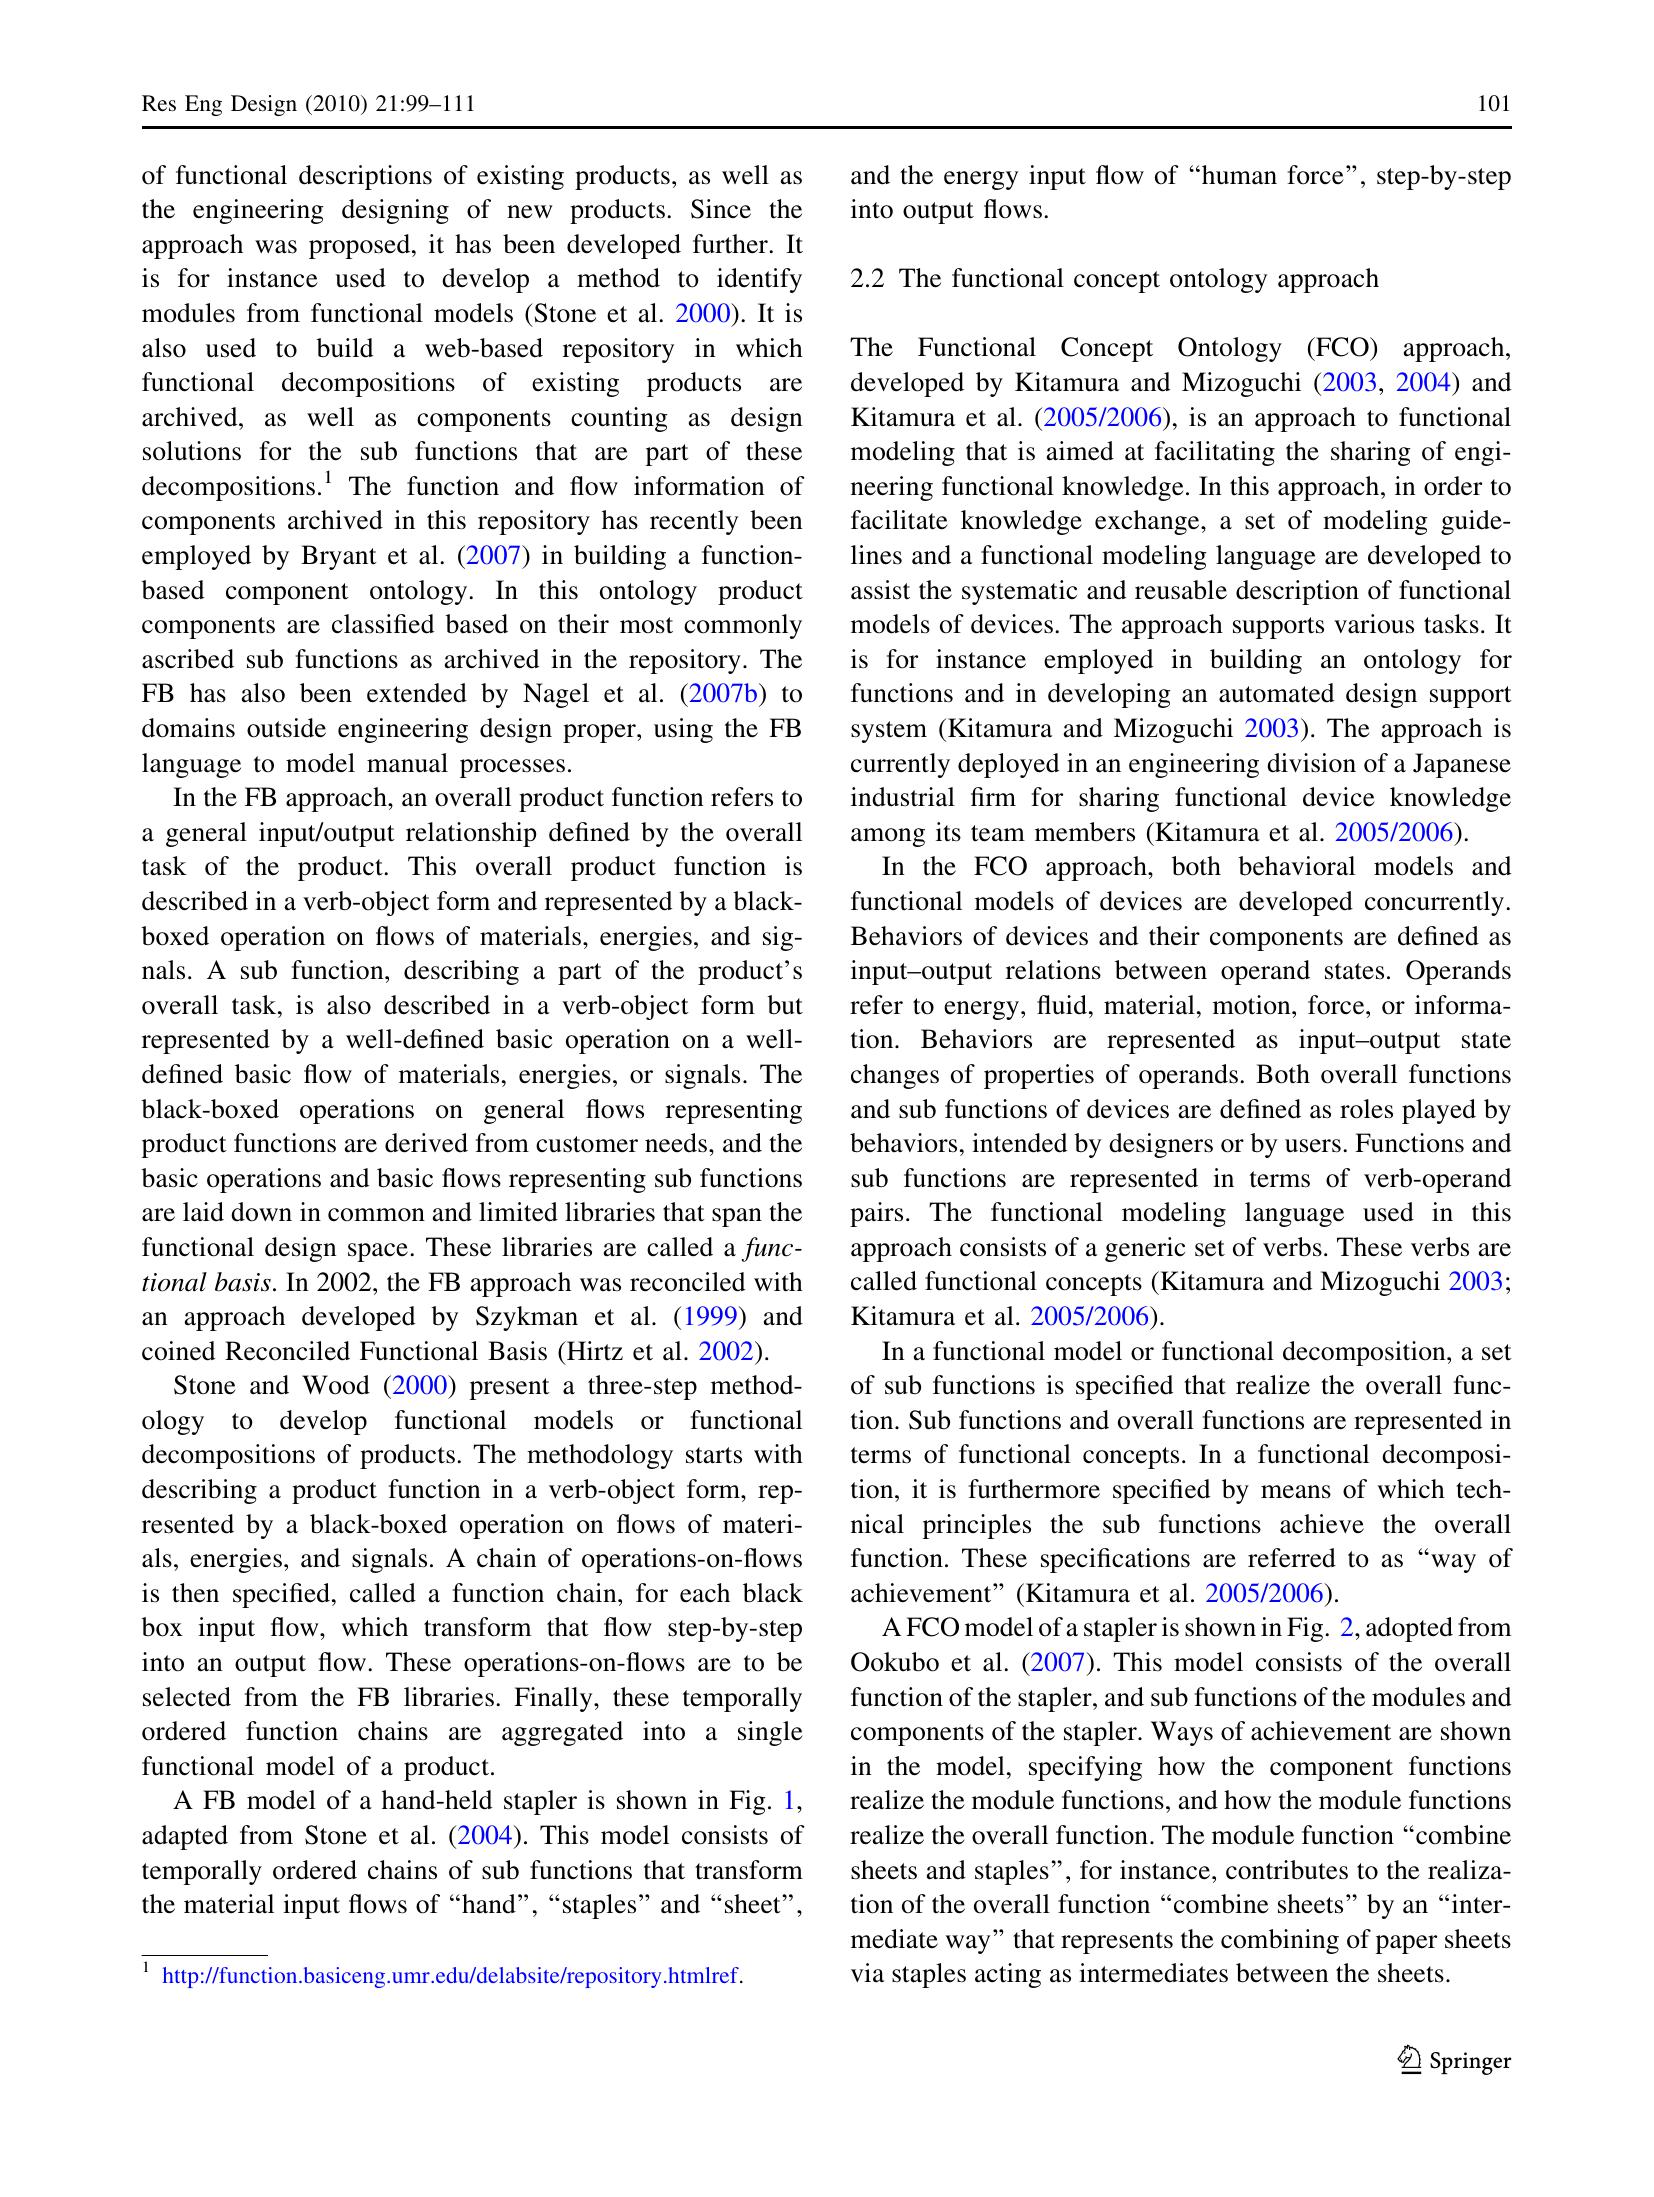 Res Eng Design (2010) 21:99–111
101
of functional descriptions of existing products, as well as
the engineering designing of new products. Since the
approach was proposed, it has been developed further. It
is for instance used to develop a method to identify
modules from functional models (Stone et al. 2000). It is
also used to build a web-based repository in which
functional decompositions of existing products are
archived, as well as components counting as design
solutions for the sub functions that are part of these
decompositions.1 The function and flow information of
components archived in this repository has recently been
employed by Bryant et al. (2007) in building a function-
based component ontology. In this ontology product
components are classified based on their most commonly
ascribed sub functions as archived in the repository. The
FB has also been extended by Nagel et al. (2007b) to
domains outside engineering design proper, using the FB
language to model manual processes.
In the FB approach, an overall product function refers to
a general input/output relationship defined by the overall
task of the product. This overall product function is
described in a verb-object form and represented by a black-
boxed operation on flows of materials, energies, and sig-
nals. A sub function, describing a part of the product’s
overall task, is also described in a verb-object form but
represented by a well-defined basic operation on a well-
defined basic flow of materials, energies, or signals. The
black-boxed operations on general flows representing
product functions are derived from customer needs, and the
basic operations and basic flows representing sub functions
are laid down in common and limited libraries that span the
functional design space. These libraries are called a func-
tional basis. In 2002, the FB approach was reconciled with
an approach developed by Szykman et al. (1999) and
coined Reconciled Functional Basis (Hirtz et al. 2002).
Stone and Wood (2000) present a three-step method-
ology to develop functional models or functional
decompositions of products. The methodology starts with
describing a product function in a verb-object form, rep-
resented by a black-boxed operation on flows of materi-
als, energies, and signals. A chain of operations-on-flows
is then specified, called a function chain, for each black
box input flow, which transform that flow step-by-step
into an output flow. These operations-on-flows are to be
selected from the FB libraries. Finally, these temporally
ordered function chains are aggregated into a single
functional model of a product.
A FB model of a hand-held stapler is shown in Fig. 1,
adapted from Stone et al. (2004). This model consists of
temporally ordered chains of sub functions that transform
the material input flows of “hand”, “staples” and “sheet”,
1 http://function.basiceng.umr.edu/delabsite/repository.htmlref.
and the energy input flow of “human force”, step-by-step
into output flows.
2.2 The functional concept ontology approach
The Functional Concept Ontology (FCO) approach,
developed by Kitamura and Mizoguchi (2003, 2004) and
Kitamura et al. (2005/2006), is an approach to functional
modeling that is aimed at facilitating the sharing of engi-
neering functional knowledge. In this approach, in order to
facilitate knowledge exchange, a set of modeling guide-
lines and a functional modeling language are developed to
assist the systematic and reusable description of functional
models of devices. The approach supports various tasks. It
is for instance employed in building an ontology for
functions and in developing an automated design support
system (Kitamura and Mizoguchi 2003). The approach is
currently deployed in an engineering division of a Japanese
industrial firm for sharing functional device knowledge
among its team members (Kitamura et al. 2005/2006).
In the FCO approach, both behavioral models and
functional models of devices are developed concurrently.
Behaviors of devices and their components are defined as
input–output relations between operand states. Operands
refer to energy, fluid, material, motion, force, or informa-
tion. Behaviors are represented as input–output state
changes of properties of operands. Both overall functions
and sub functions of devices are defined as roles played by
behaviors, intended by designers or by users. Functions and
sub functions are represented in terms of verb-operand
pairs. The functional modeling language used in this
approach consists of a generic set of verbs. These verbs are
called functional concepts (Kitamura and Mizoguchi 2003;
Kitamura et al. 2005/2006).
In a functional model or functional decomposition, a set
of sub functions is specified that realize the overall func-
tion. Sub functions and overall functions are represented in
terms of functional concepts. In a functional decomposi-
tion, it is furthermore specified by means of which tech-
nical principles the sub functions achieve the overall
function. These specifications are referred to as “way of
achievement” (Kitamura et al. 2005/2006).
A FCO model of a stapler is shown in Fig. 2, adopted from
Ookubo et al. (2007). This model consists of the overall
function of the stapler, and sub functions of the modules and
components of the stapler. Ways of achievement are shown
in the model, specifying how the component functions
realize the module functions, and how the module functions
realize the overall function. The module function “combine
sheets and staples”, for instance, contributes to the realiza-
tion of the overall function “combine sheets” by an “inter-
mediate way” that represents the combining of paper sheets
via staples acting as intermediates between the sheets.
Springer